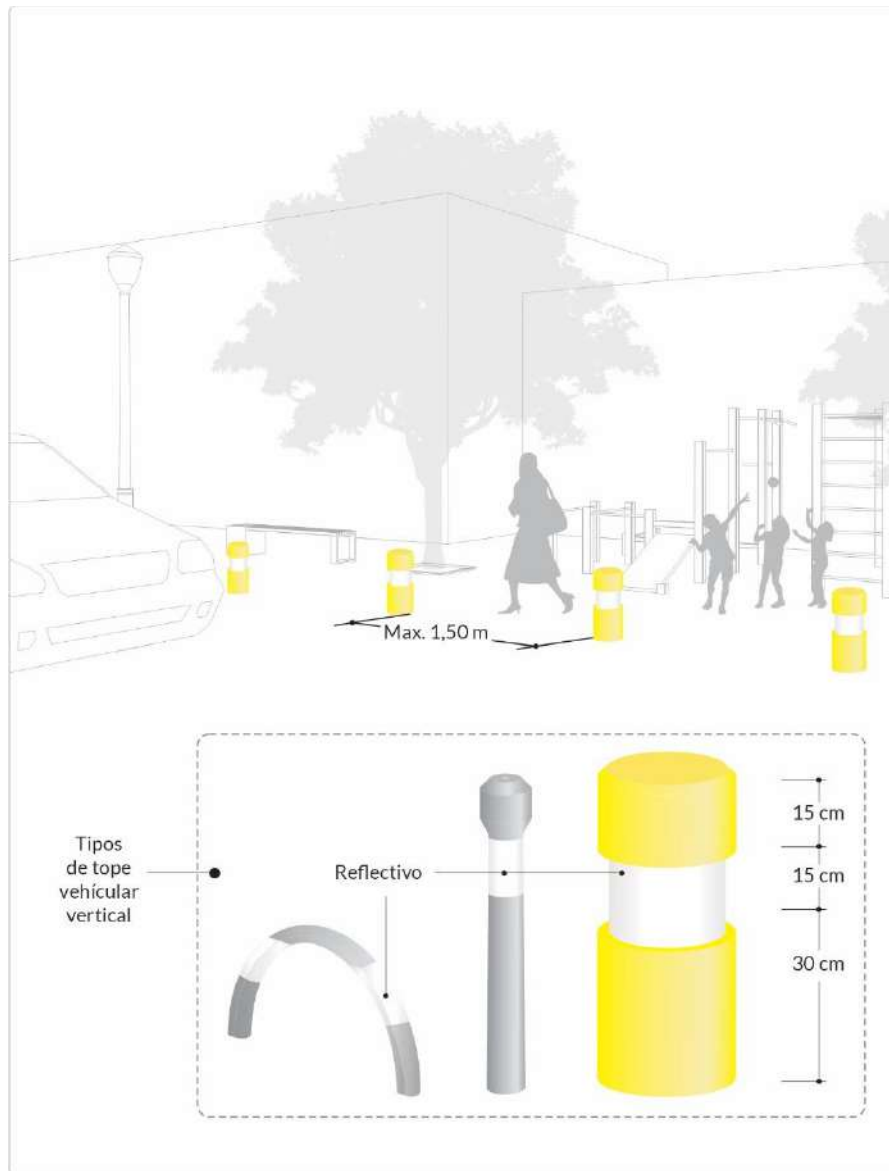 Max. 1,50 m
Tipos
de tope
vehícular
vertical
Reflectivo
15 cm
15 cm
30 cm